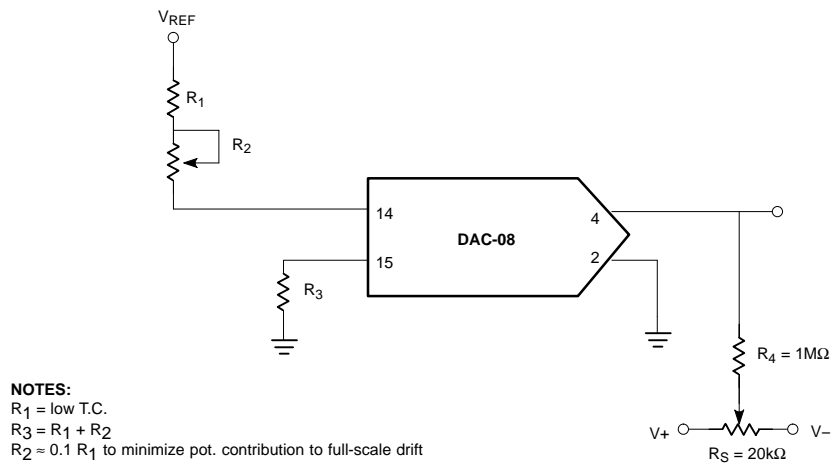 VREF
R1
R2
14
4
DAC-08
15
2
R3
R4 = 1MΩ
NOTES:
R1 = low T.C.
R3 = R1 + R2
R2 ≈ 0.1 R1 to minimize pot. contribution to full-scale drift
V+
V–
RS = 20kΩ